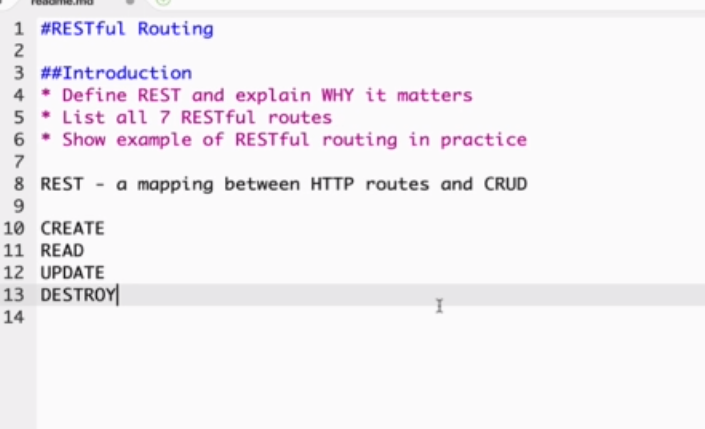 readme.md
1 #RESTful Routing
2
3 ##Introduction
4 * Define REST and explain WHY it matters
5 * List all 7 RESTful routes
6 * Show example of RESTful routing in practice
7
8 REST - a mapping between HTTP routes and CRUD
9
10 CREATE
11 READ
12 UPDATE
13 DESTROY
14